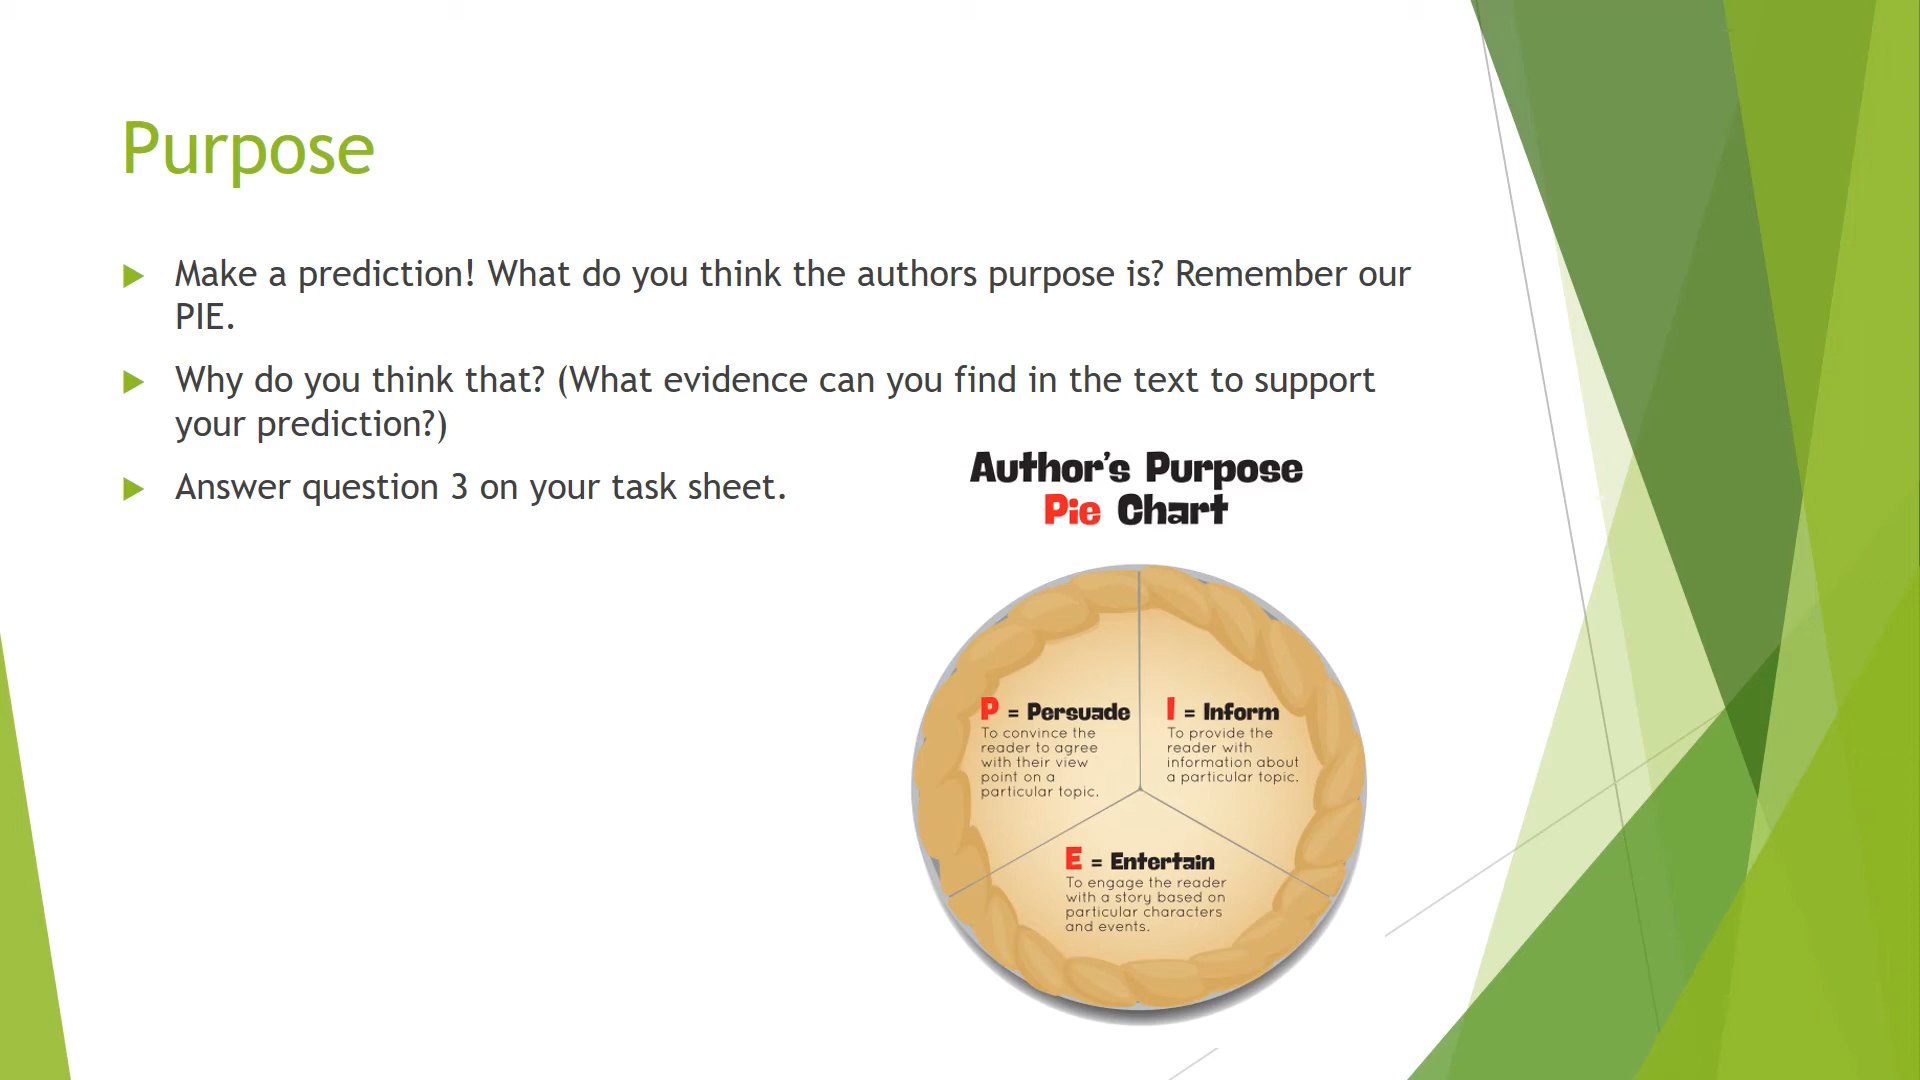 Purpose
Make a prediction! What do you think the authors purpose is? Remember our
PIE.
Why do you think that? (What evidence can you find in the text to support
your prediction?)
Answer question 3 on your task sheet.
Author's Purpose
Pie Chart
P = Persuade
To convince the
reader to agree
with their view
point on a
particular topic.
I = Inform
To provide the
reader with
information about
a particular topic.
E = Entertain
To engage the reader
with a story based on
particular characters
and events.